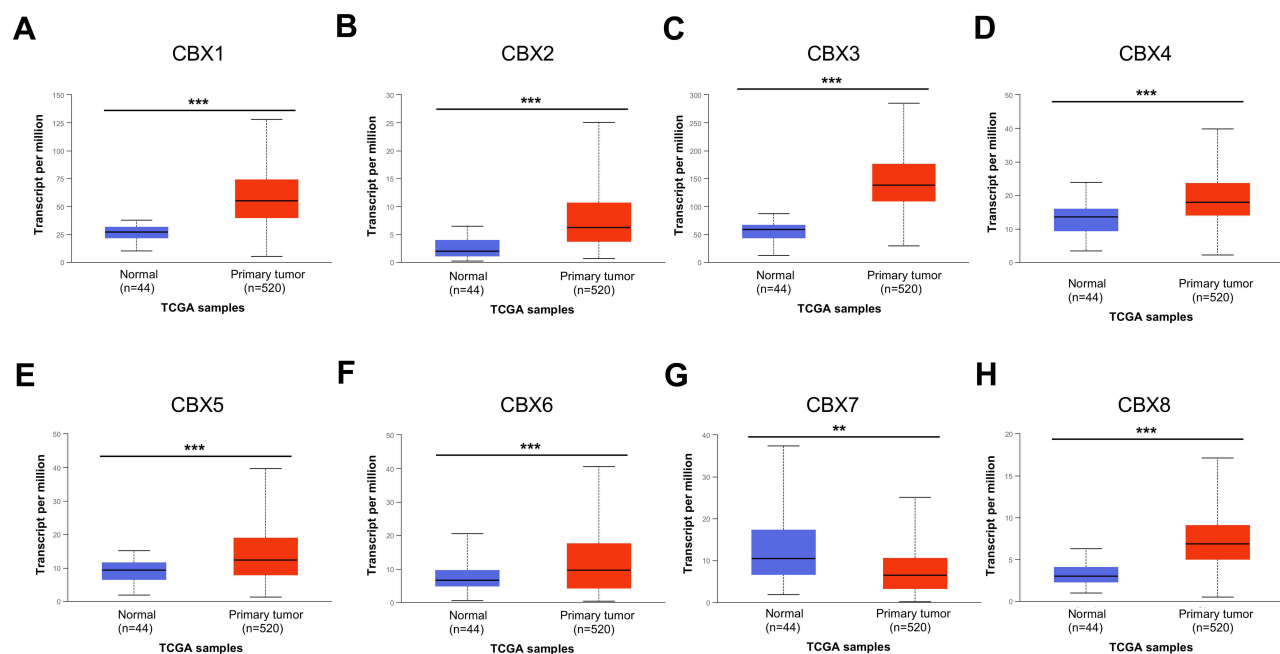 A
CBX1
***
Transcript per million
150
125
100
75
50
25
0
Normal
(n=44)
Primary tumor
(n=520)
TCGA samples
B
CBX2
***
Transcript per million
30
25
20
15
10
5
0
Normal
(n=44)
Primary tumor
(n=520)
TCGA samples
C
CBX3
***
Transcript per million
300
250
200
150
100
50
0
Normal
(n=44)
Primary tumor
(n=520)
TCGA samples
D
CBX4
***
Transcript per million
50
40
30
20
10
0
Normal
(n=44)
Primary tumor
(n=520)
TCGA samples
E
CBX5
***
Transcript per million
50
40
30
20
10
0
Normal
(n=44)
Primary tumor
(n=520)
TCGA samples
F
CBX6
***
Transcript per million
50
40
30
20
10
0
Normal
(n=44)
Primary tumor
(n=520)
TCGA samples
G
CBX7
**
Transcript per million
40
30
20
10
0
Normal
(n=44)
Primary tumor
(n=520)
TCGA samples
H
CBX8
***
Transcript per million
20
15
10
5
0
Normal
(n=44)
Primary tumor
(n=520)
TCGA samples